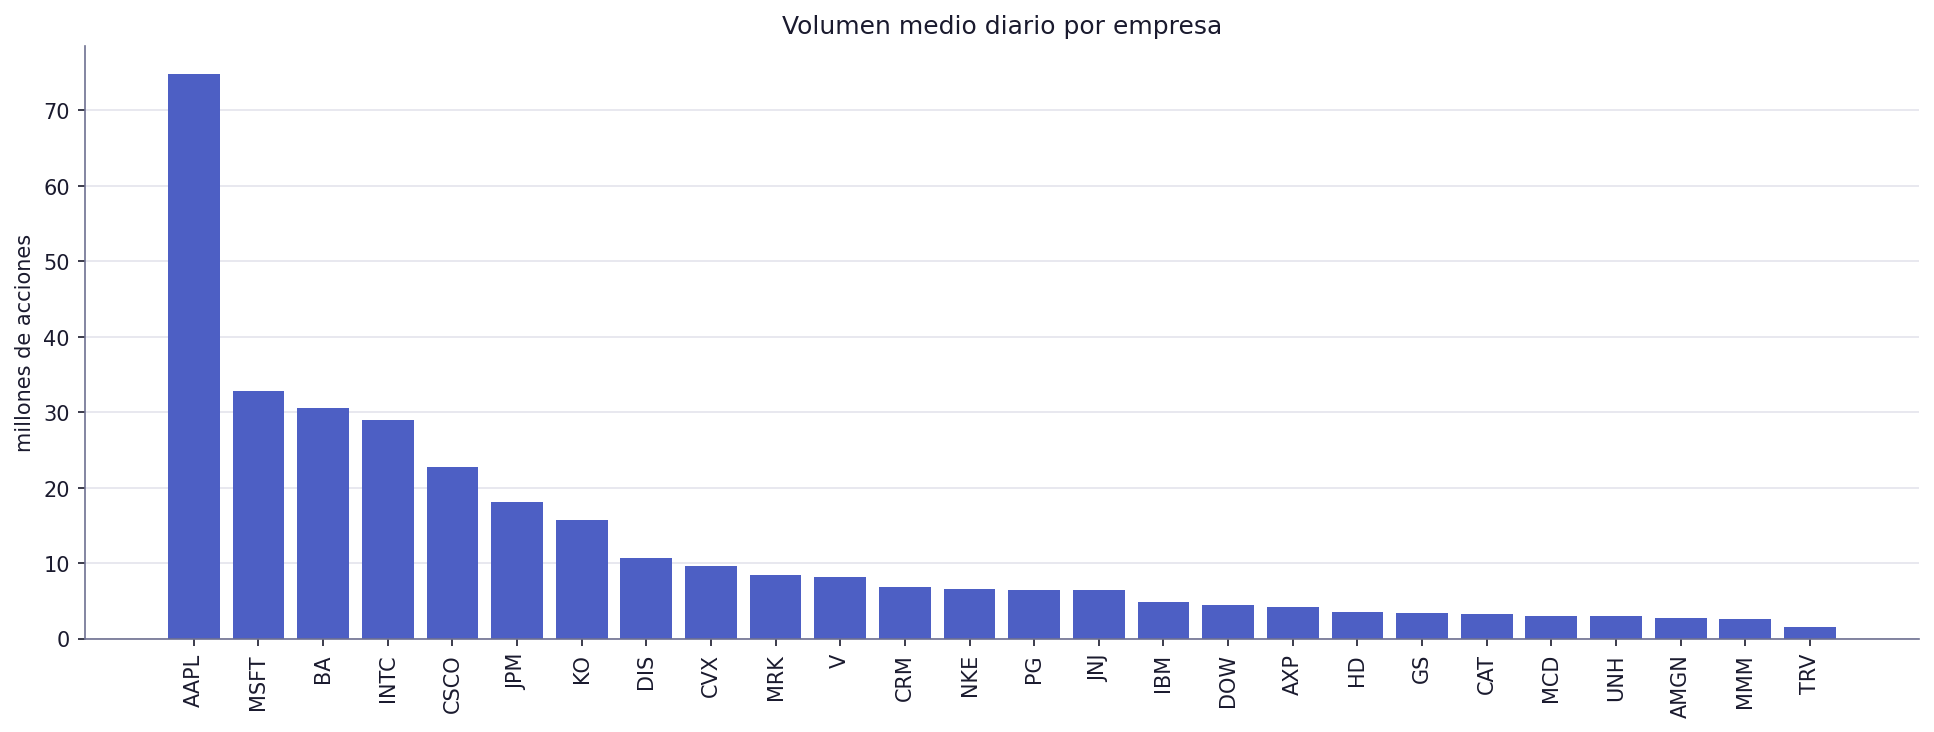 Volumen medio diario por empresa
millones de acciones
70
60
50
40
30
20
10
0
AAPL
MSFT
BA
INTC
CSCO
JPM
KO
DIS
CVX
MRK
V
CRM
NKE
PG
JNJ
IBM
DOW
AXP
HD
GS
CAT
MCD
UNH
AMGN
MMM
TRV